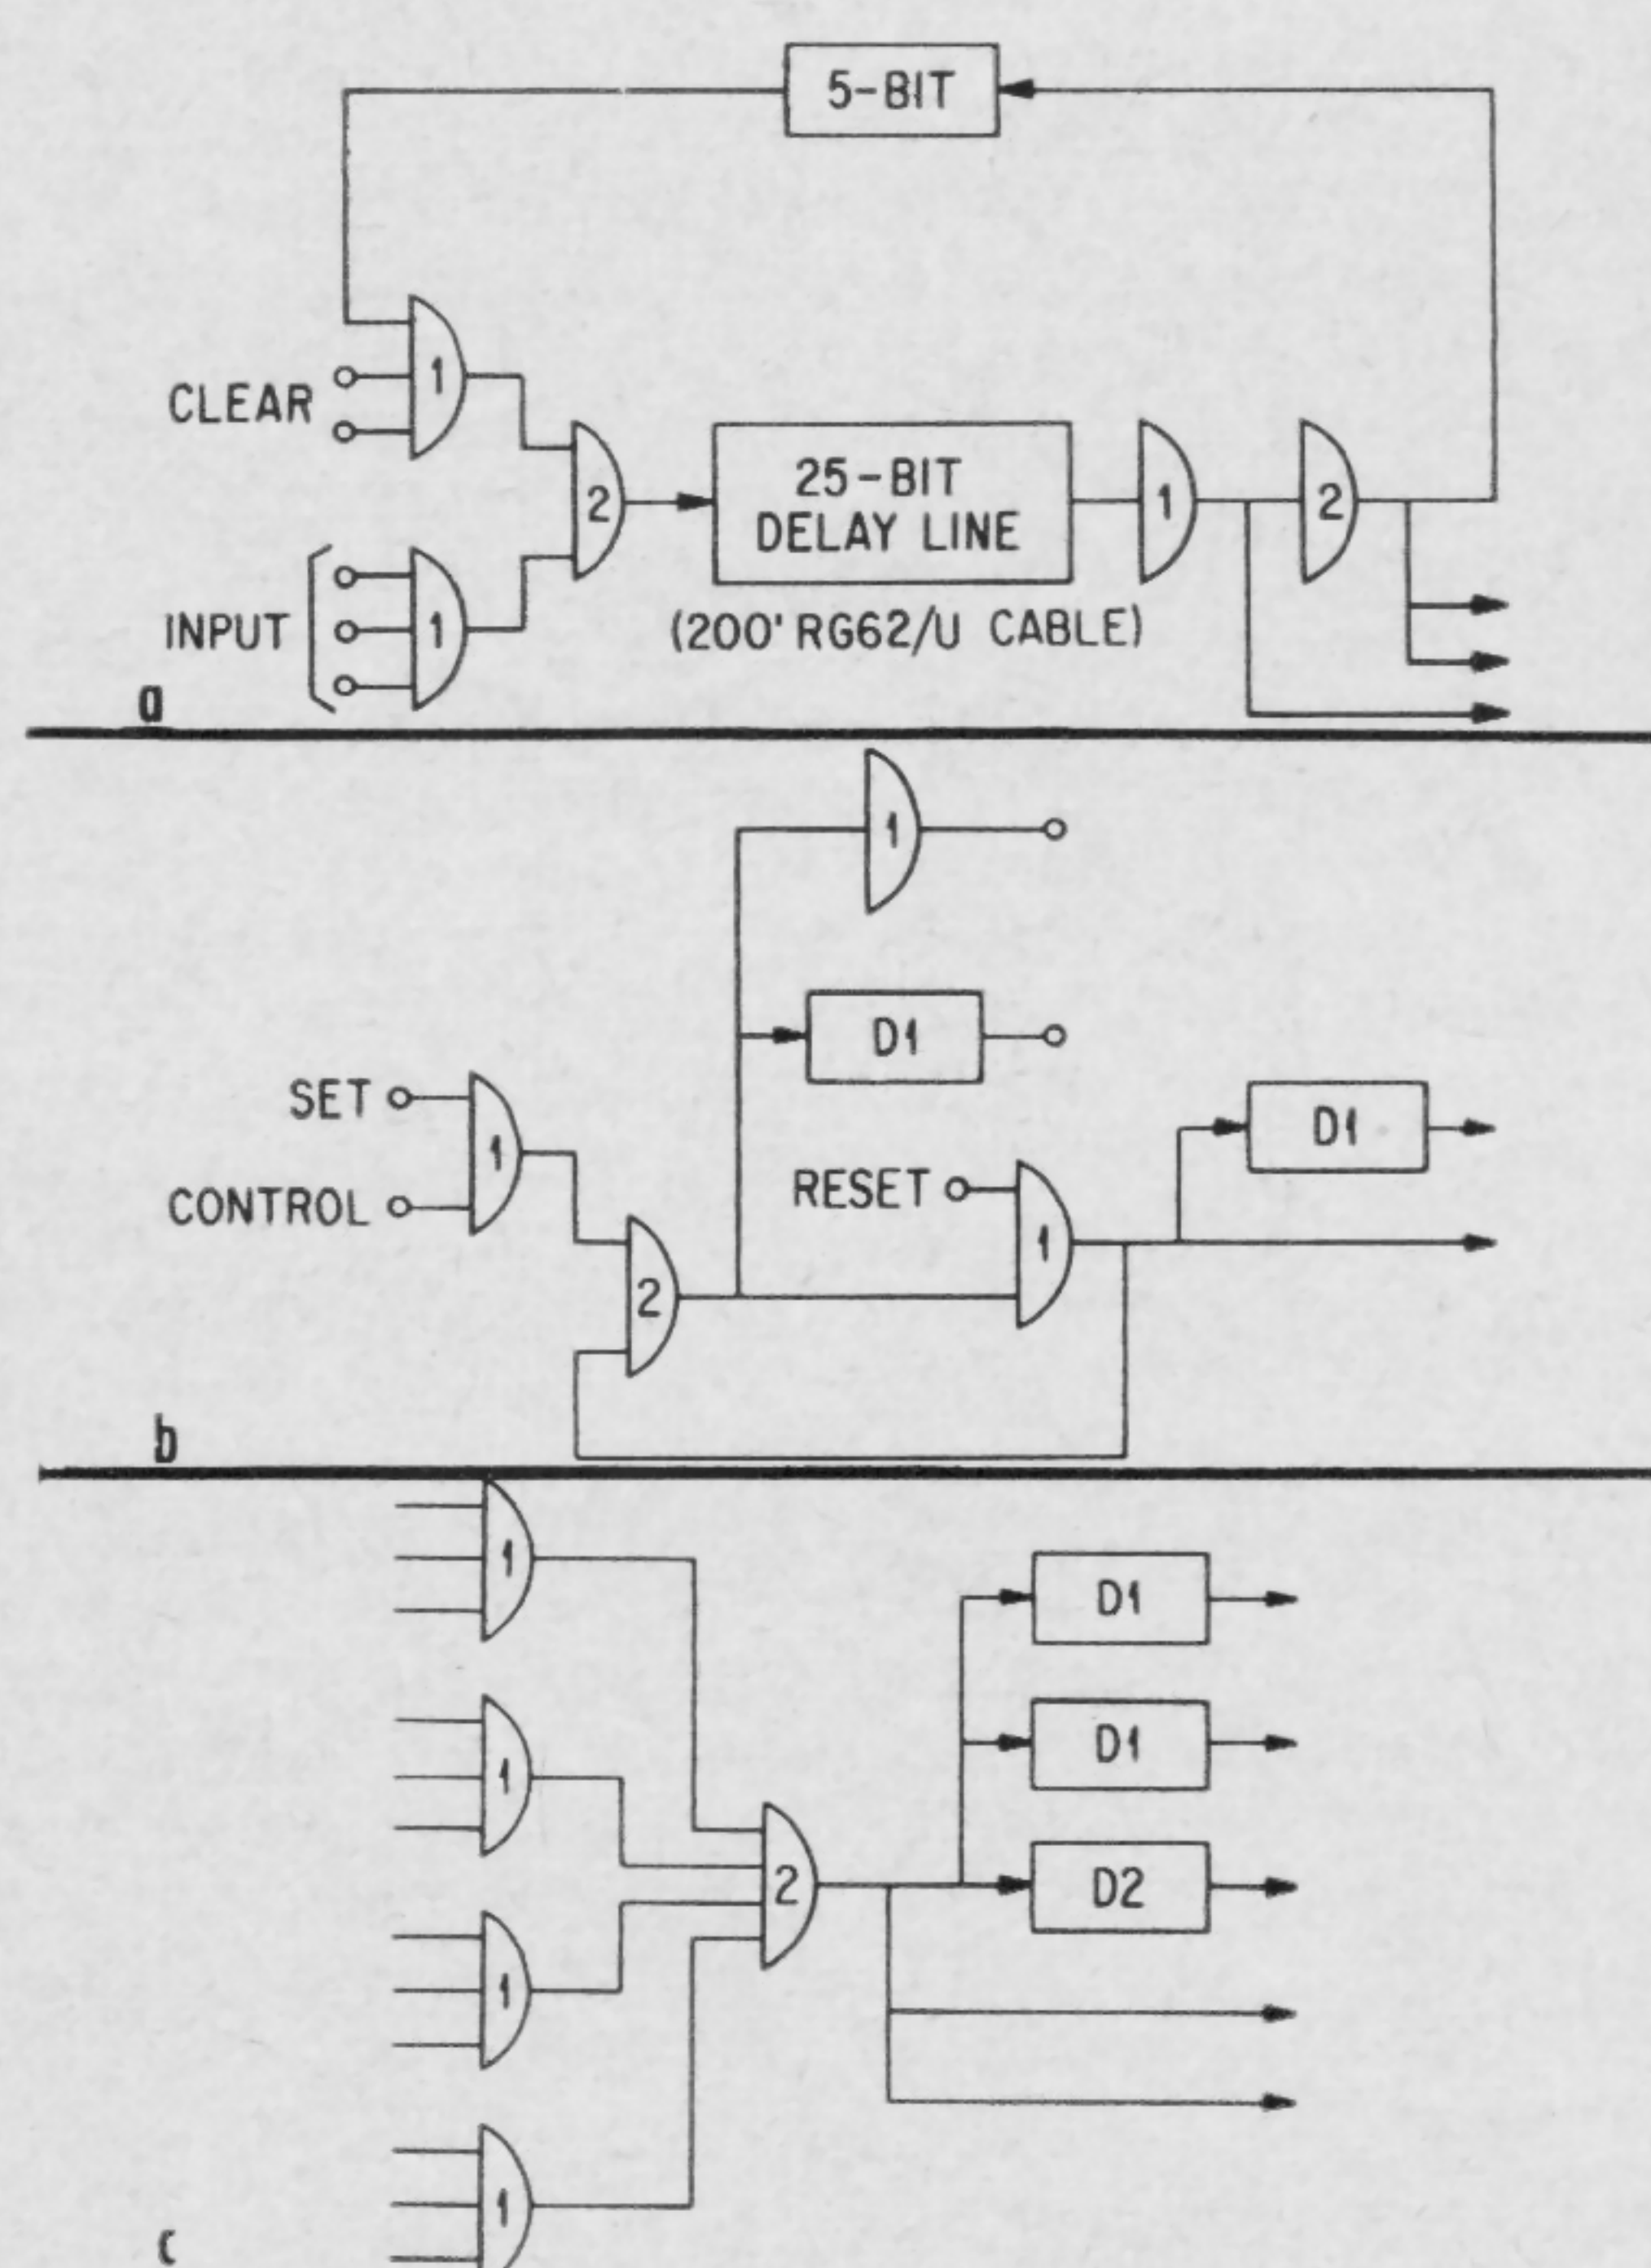 5-BIT
1
CLEAR
2
25-BIT
DELAY LINE
1
2
INPUT
1
(200' RG62/U CABLE)
a
1
D1
SET
1
D1
CONTROL
RESET
1
2
b
1
D1
1
D1
2
D2
1
1
c